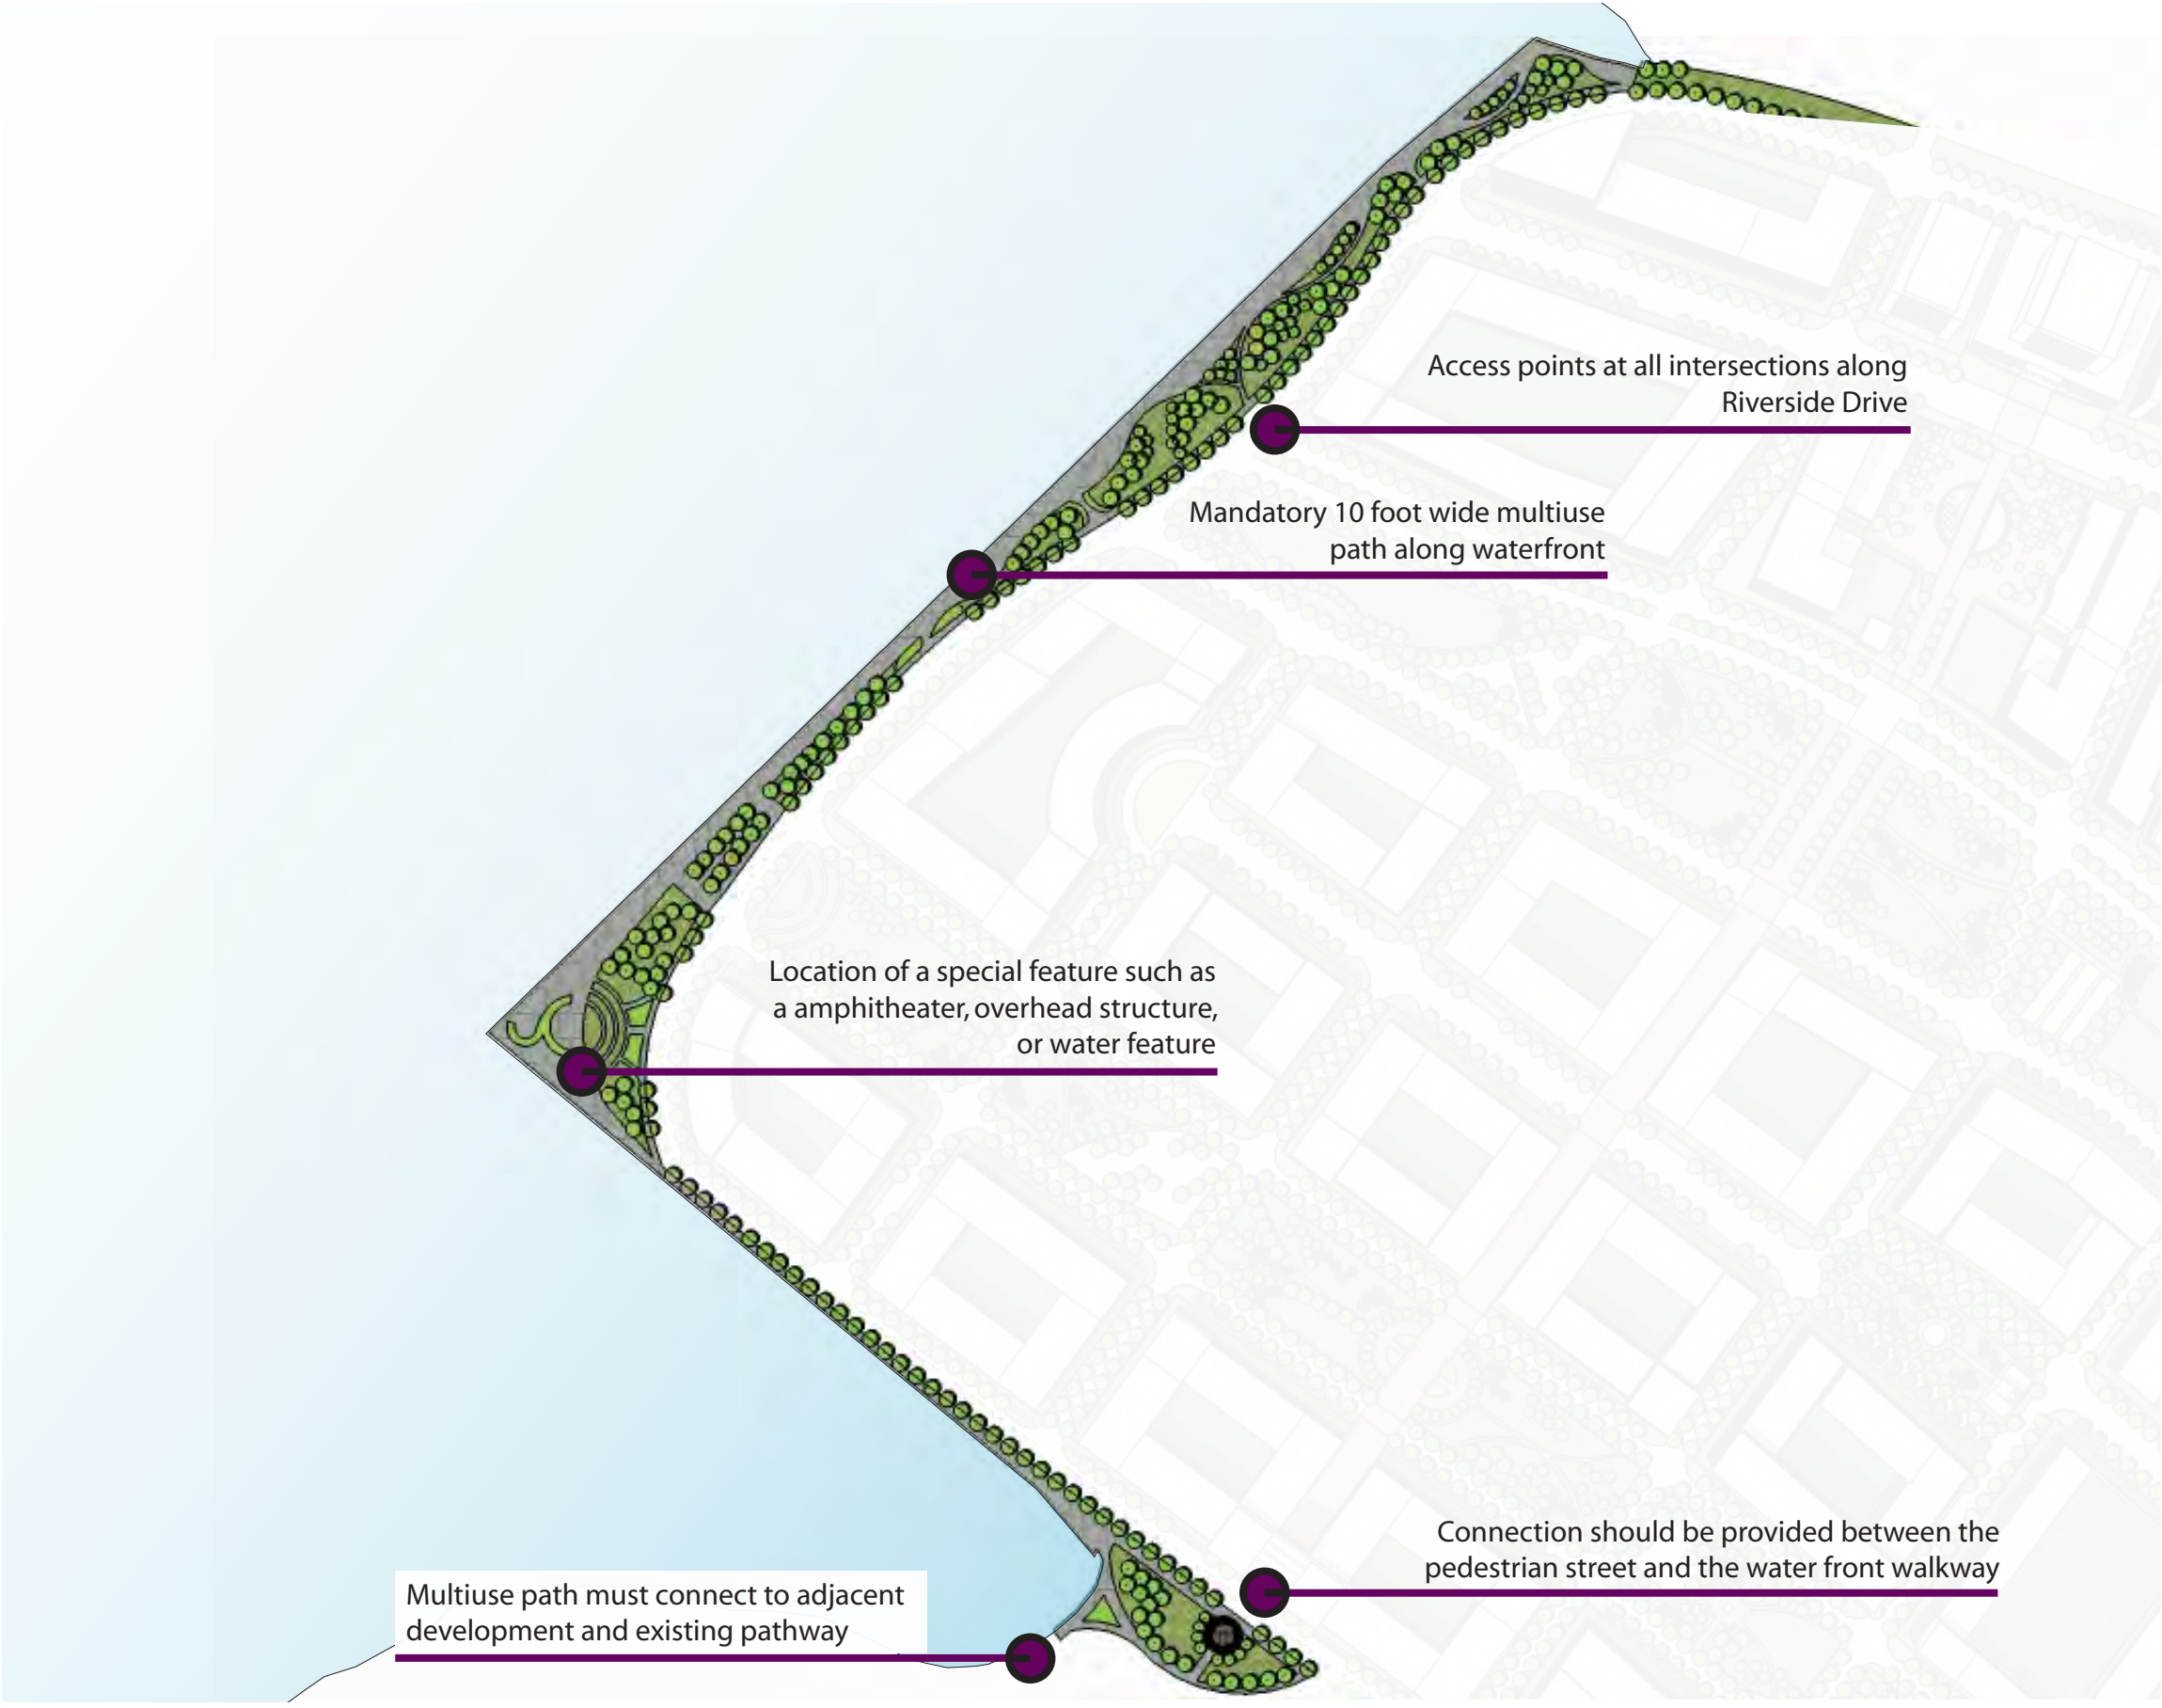 Access points at all intersections along
Riverside Drive
Mandatory 10 foot wide multiuse
path along waterfront
Location of a special feature such as
a amphitheater, overhead structure,
or water feature
Connection should be provided between the
pedestrian street and the water front walkway
Multiuse path must connect to adjacent
development and existing pathway